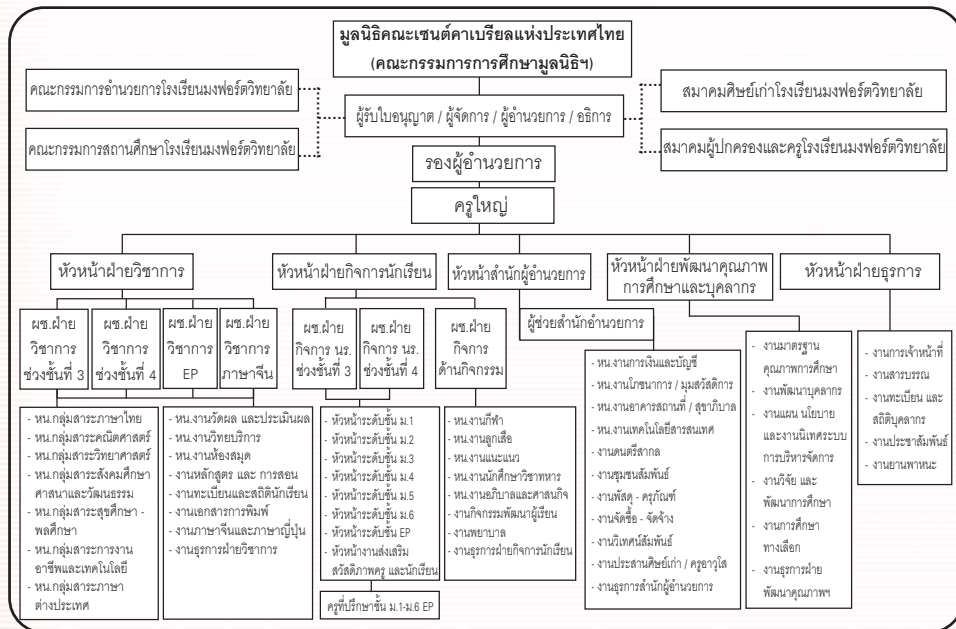 มูลนิธิคณะเซนต์คาเบรียลแห่งประเทศไทย
(คณะกรรมการการศึกษามูลนิธิฯ)
คณะกรรมการอำนวยการโรงเรียนมงฟอร์ตวิทยาลัย
สมาคมศิษย์เก่าโรงเรียนมงฟอร์ตวิทยาลัย
ผู้รับใบอนุญาต / ผู้จัดการ / ผู้อำนวยการ / อธิการ
คณะกรรมการสถานศึกษาโรงเรียนมงฟอร์ตวิทยาลัย
สมาคมผู้ปกครองและครูโรงเรียนมงฟอร์ตวิทยาลัย
รองผู้อำนวยการ
ครูใหญ่
หัวหน้าฝ่ายวิชาการ
หัวหน้าฝ่ายกิจการนักเรียน
หัวหน้าสำนักผู้อำนวยการ
หัวหน้าฝ่ายพัฒนาคุณภาพ
การศึกษาและบุคลากร
หัวหน้าฝ่ายธุรการ
ผช.ฝ่าย
วิชาการ
ช่วงชั้นที่ 3
ผช.ฝ่าย
วิชาการ
ช่วงชั้นที่ 4
ผช.ฝ่าย
วิชาการ
EP
ผช.ฝ่าย
วิชาการ
ภาษาจีน
ผช.ฝ่าย
กิจการ นร.
ช่วงชั้นที่ 3
ผช.ฝ่าย
กิจการ นร.
ช่วงชั้นที่ 4
ผช.ฝ่าย
กิจการ
ด้านกิจกรรม
ผู้ช่วยสำนักอำนวยการ
- หน.กลุ่มสาระภาษาไทย
- หน.กลุ่มสาระคณิตศาสตร์
- หน.กลุ่มสาระวิทยาศาสตร์
- หน.กลุ่มสาระสังคมศึกษา
ศาสนาและวัฒนธรรม
- หน.กลุ่มสาระสุขศึกษา -
พลศึกษา
- หน.กลุ่มสาระการงาน
อาชีพและเทคโนโลยี
- หน.กลุ่มสาระภาษา
ต่างประเทศ
- หน.งานวัดผล และประเมินผล
- หน.งานวิทยบริการ
- หน.งานห้องสมุด
- งานหลักสูตร และ การสอน
- งานทะเบียนและสถิตินักเรียน
- งานเอกสารการพิมพ์
- งานภาษาจีนและภาษาญี่ปุ่น
- งานธุรการฝ่ายวิชาการ
- หัวหน้าระดับชั้น ม.1
- หัวหน้าระดับชั้น ม.2
- หัวหน้าระดับชั้น ม.3
- หัวหน้าระดับชั้น ม.4
- หัวหน้าระดับชั้น ม.5
- หัวหน้าระดับชั้น ม.6
- หัวหน้าระดับชั้น EP
- หัวหน้างานส่งเสริม
สวัสดิภาพครู และนักเรียน
ครูที่ปรึกษาชั้น ม.1-ม.6 EP
- หน.งานกีฬา
- หน.งานลูกเสือ
- หน.งานแนะแนว
- หน.งานนักศึกษาวิชาทหาร
- หน.งานอภิบาลและศาสนกิจ
- งานกิจกรรมพัฒนาผู้เรียน
- งานพยาบาล
- งานธุรการฝ่ายกิจการนักเรียน
- หน.งานการเงินและบัญชี
- หน.งานโภชนาการ / มุมสวัสดิการ
- หน.งานอาคารสถานที่ / สุขาภิบาล
- หน.งานเทคโนโลยีสารสนเทศ
- งานดนตรีสากล
- งานชุมชนสัมพันธ์
- งานพัสดุ - ครุภัณฑ์
- งานจัดซื้อ - จัดจ้าง
- งานวิเทศน์สัมพันธ์
- งานประสานศิษย์เก่า / ครูอาวุโส
- งานธุรการสำนักผู้อำนวยการ
- งานมาตรฐาน
คุณภาพการศึกษา
- งานพัฒนาบุคลากร
- งานแผน นโยบาย
และงานนิเทศระบบ
การบริหารจัดการ
- งานวิจัย และ
พัฒนาการศึกษา
- งานการศึกษา
ทางเลือก
- งานธุรการฝ่าย
พัฒนาคุณภาพฯ
- งานการเจ้าหน้าที่
- งานสารบรรณ
- งานทะเบียน และ
สถิติบุคลากร
- งานประชาสัมพันธ์
- งานยานพาหนะ